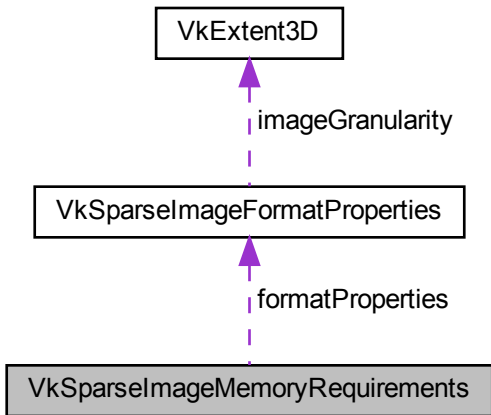 VkExtent3D
imageGranularity
VkSparseImageFormatProperties
formatProperties
VkSparseImageMemoryRequirements